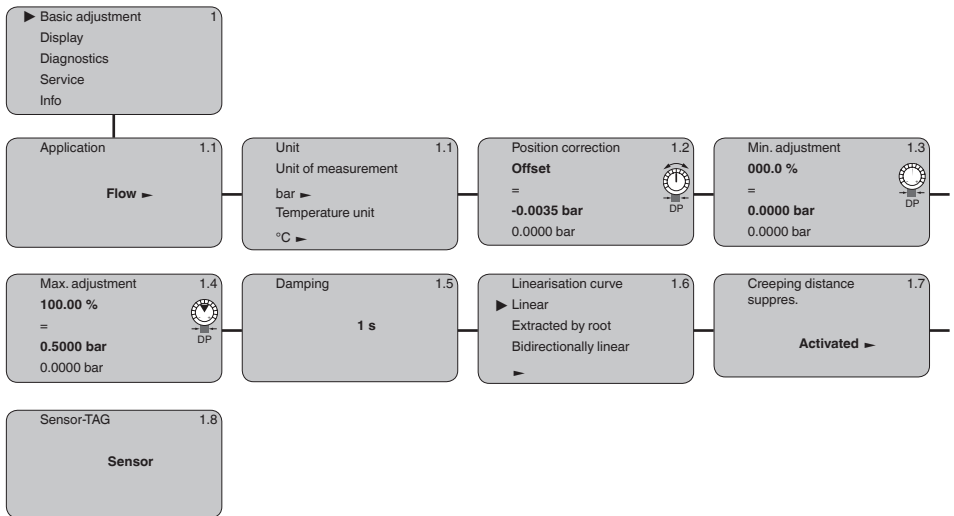 Basic adjustment 1
Display
Diagnostics
Service
Info
Application 1.1
Flow
Unit 1.1
Unit of measurement
bar
Temperature unit
°C
Position correction 1.2
Offset
=
-0.0035 bar
0.0000 bar
DP
Min. adjustment 1.3
000.0 %
=
0.0000 bar
0.0000 bar
DP
Max. adjustment 1.4
100.00 %
=
0.5000 bar
0.0000 bar
DP
Damping 1.5
1 s
Linearisation curve 1.6
Linear
Extracted by root
Bidirectionally linear
Creeping distance 1.7
suppres.
Activated
Sensor-TAG 1.8
Sensor